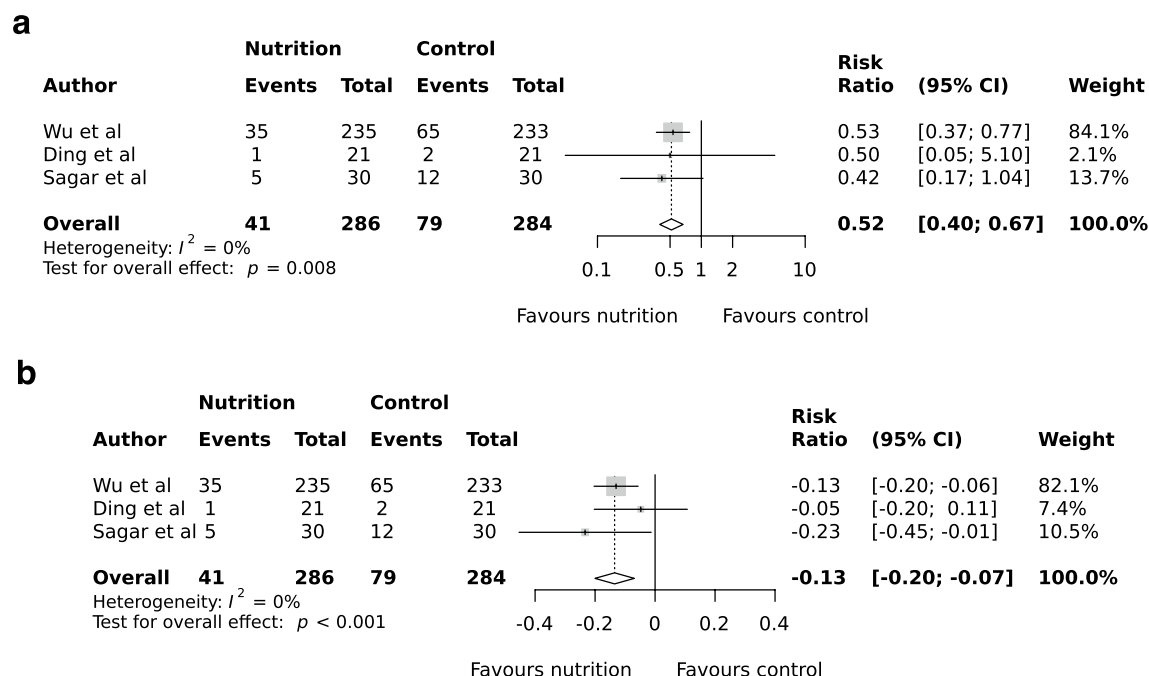 a
Nutrition Control
Risk
Author Events Total Events Total Ratio (95% CI) Weight
Wu et al 35 235 65 233 0.53 [0.37; 0.77] 84.1%
Ding et al 1 21 2 21 0.50 [0.05; 5.10] 2.1%
Sagar et al 5 30 12 30 0.42 [0.17; 1.04] 13.7%
Overall 41 286 79 284 0.52 [0.40; 0.67] 100.0%
Heterogeneity: I² = 0%
Test for overall effect: p = 0.008
0.1 0.5 1 2 10
Favours nutrition Favours control
b
Nutrition Control
Risk
Author Events Total Events Total Ratio (95% CI) Weight
Wu et al 35 235 65 233 -0.13 [-0.20; -0.06] 82.1%
Ding et al 1 21 2 21 -0.05 [-0.20; 0.11] 7.4%
Sagar et al 5 30 12 30 -0.23 [-0.45; -0.01] 10.5%
Overall 41 286 79 284 -0.13 [-0.20; -0.07] 100.0%
Heterogeneity: I² = 0%
Test for overall effect: p < 0.001
-0.4 -0.2 0 0.2 0.4
Favours nutrition Favours control